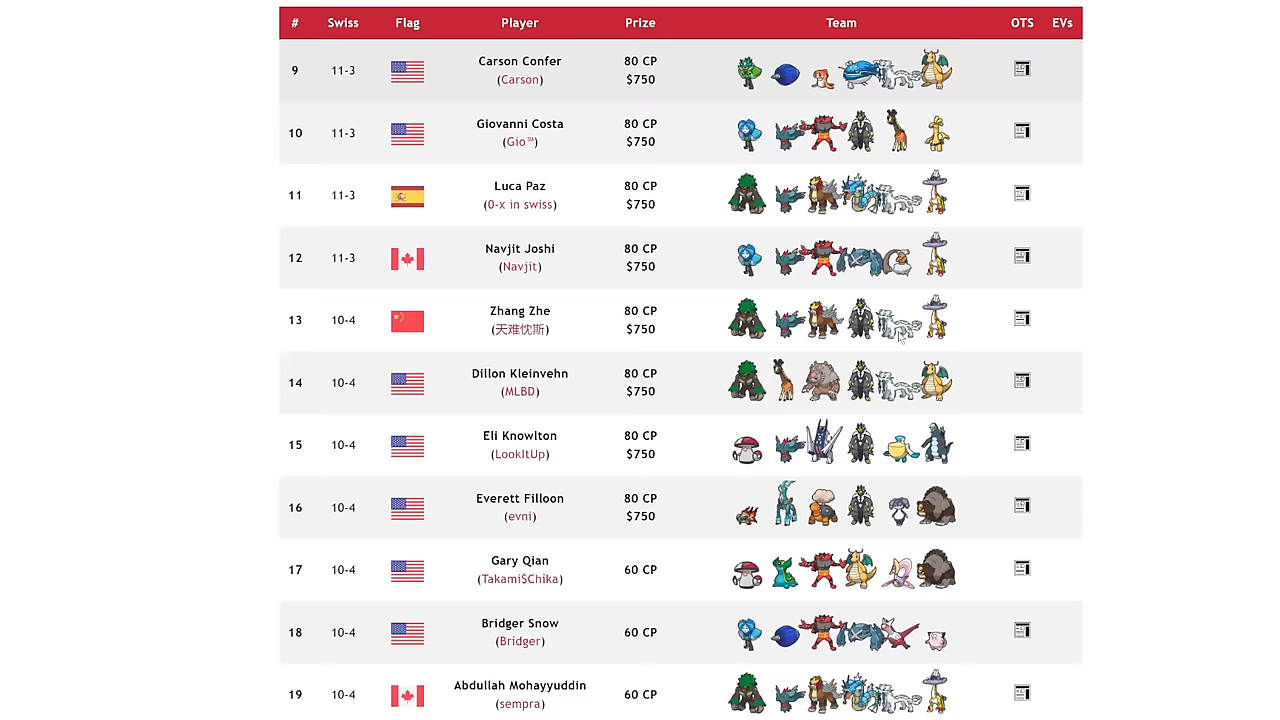 # Swiss Flag Player Prize Team OTS EVs
9 11-3 Carson Confer 80 CP
(Carson) $750
10 11-3 Giovanni Costa 80 CP
(Gio™) $750
11 11-3 Luca Paz 80 CP
(0-x in swiss) $750
12 11-3 Navjit Joshi 80 CP
(Navjit) $750
13 10-4 Zhang Zhe 80 CP
(天难忱斯) $750
14 10-4 Dillon Kleinvehn 80 CP
(MLBD) $750
15 10-4 Eli Knowlton 80 CP
(LookItUp) $750
16 10-4 Everett Filloon 80 CP
(evni) $750
17 10-4 Gary Qian 60 CP
(Takami$Chika)
18 10-4 Bridger Snow 60 CP
(Bridger)
19 10-4 Abdullah Mohayyuddin 60 CP
(sempra)